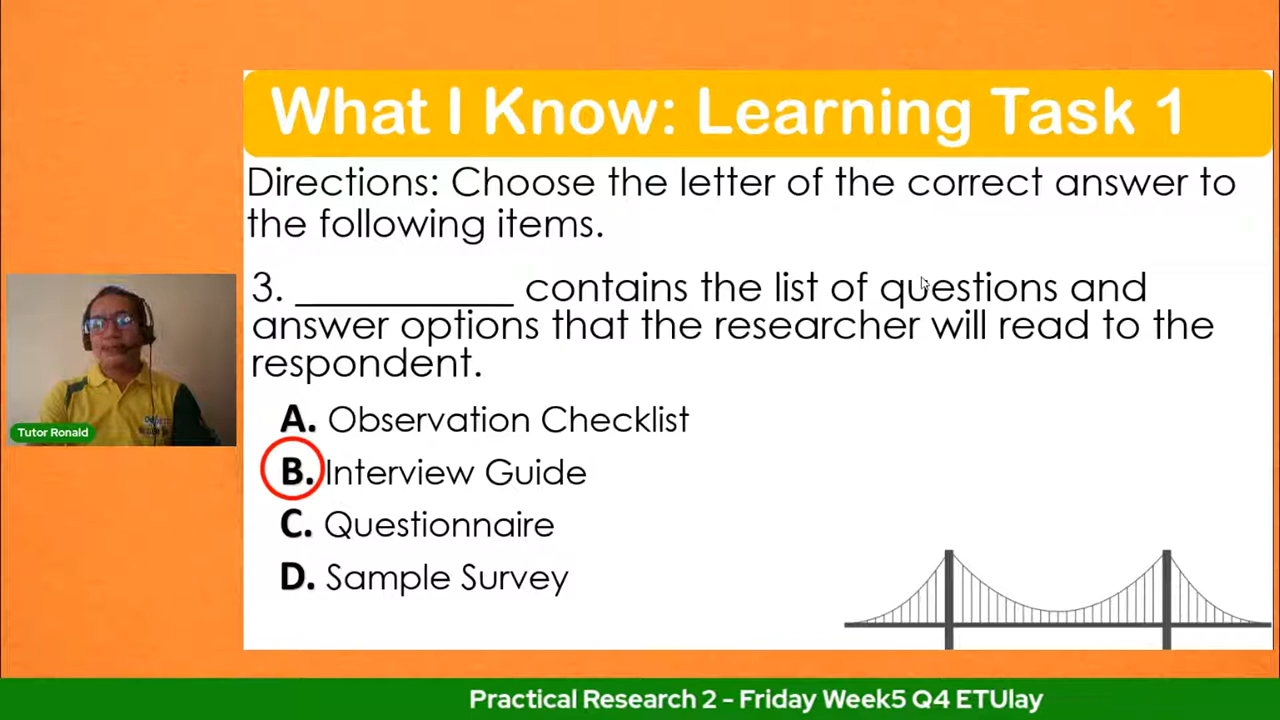 What I Know: Learning Task 1
Directions: Choose the letter of the correct answer to
the following items.
3. ___________ contains the list of questions and
answer options that the researcher will read to the
respondent.
A. Observation Checklist
B. Interview Guide
C. Questionnaire
D. Sample Survey
Tutor Ronald
Practical Research 2 - Friday Week5 Q4 ETUlay